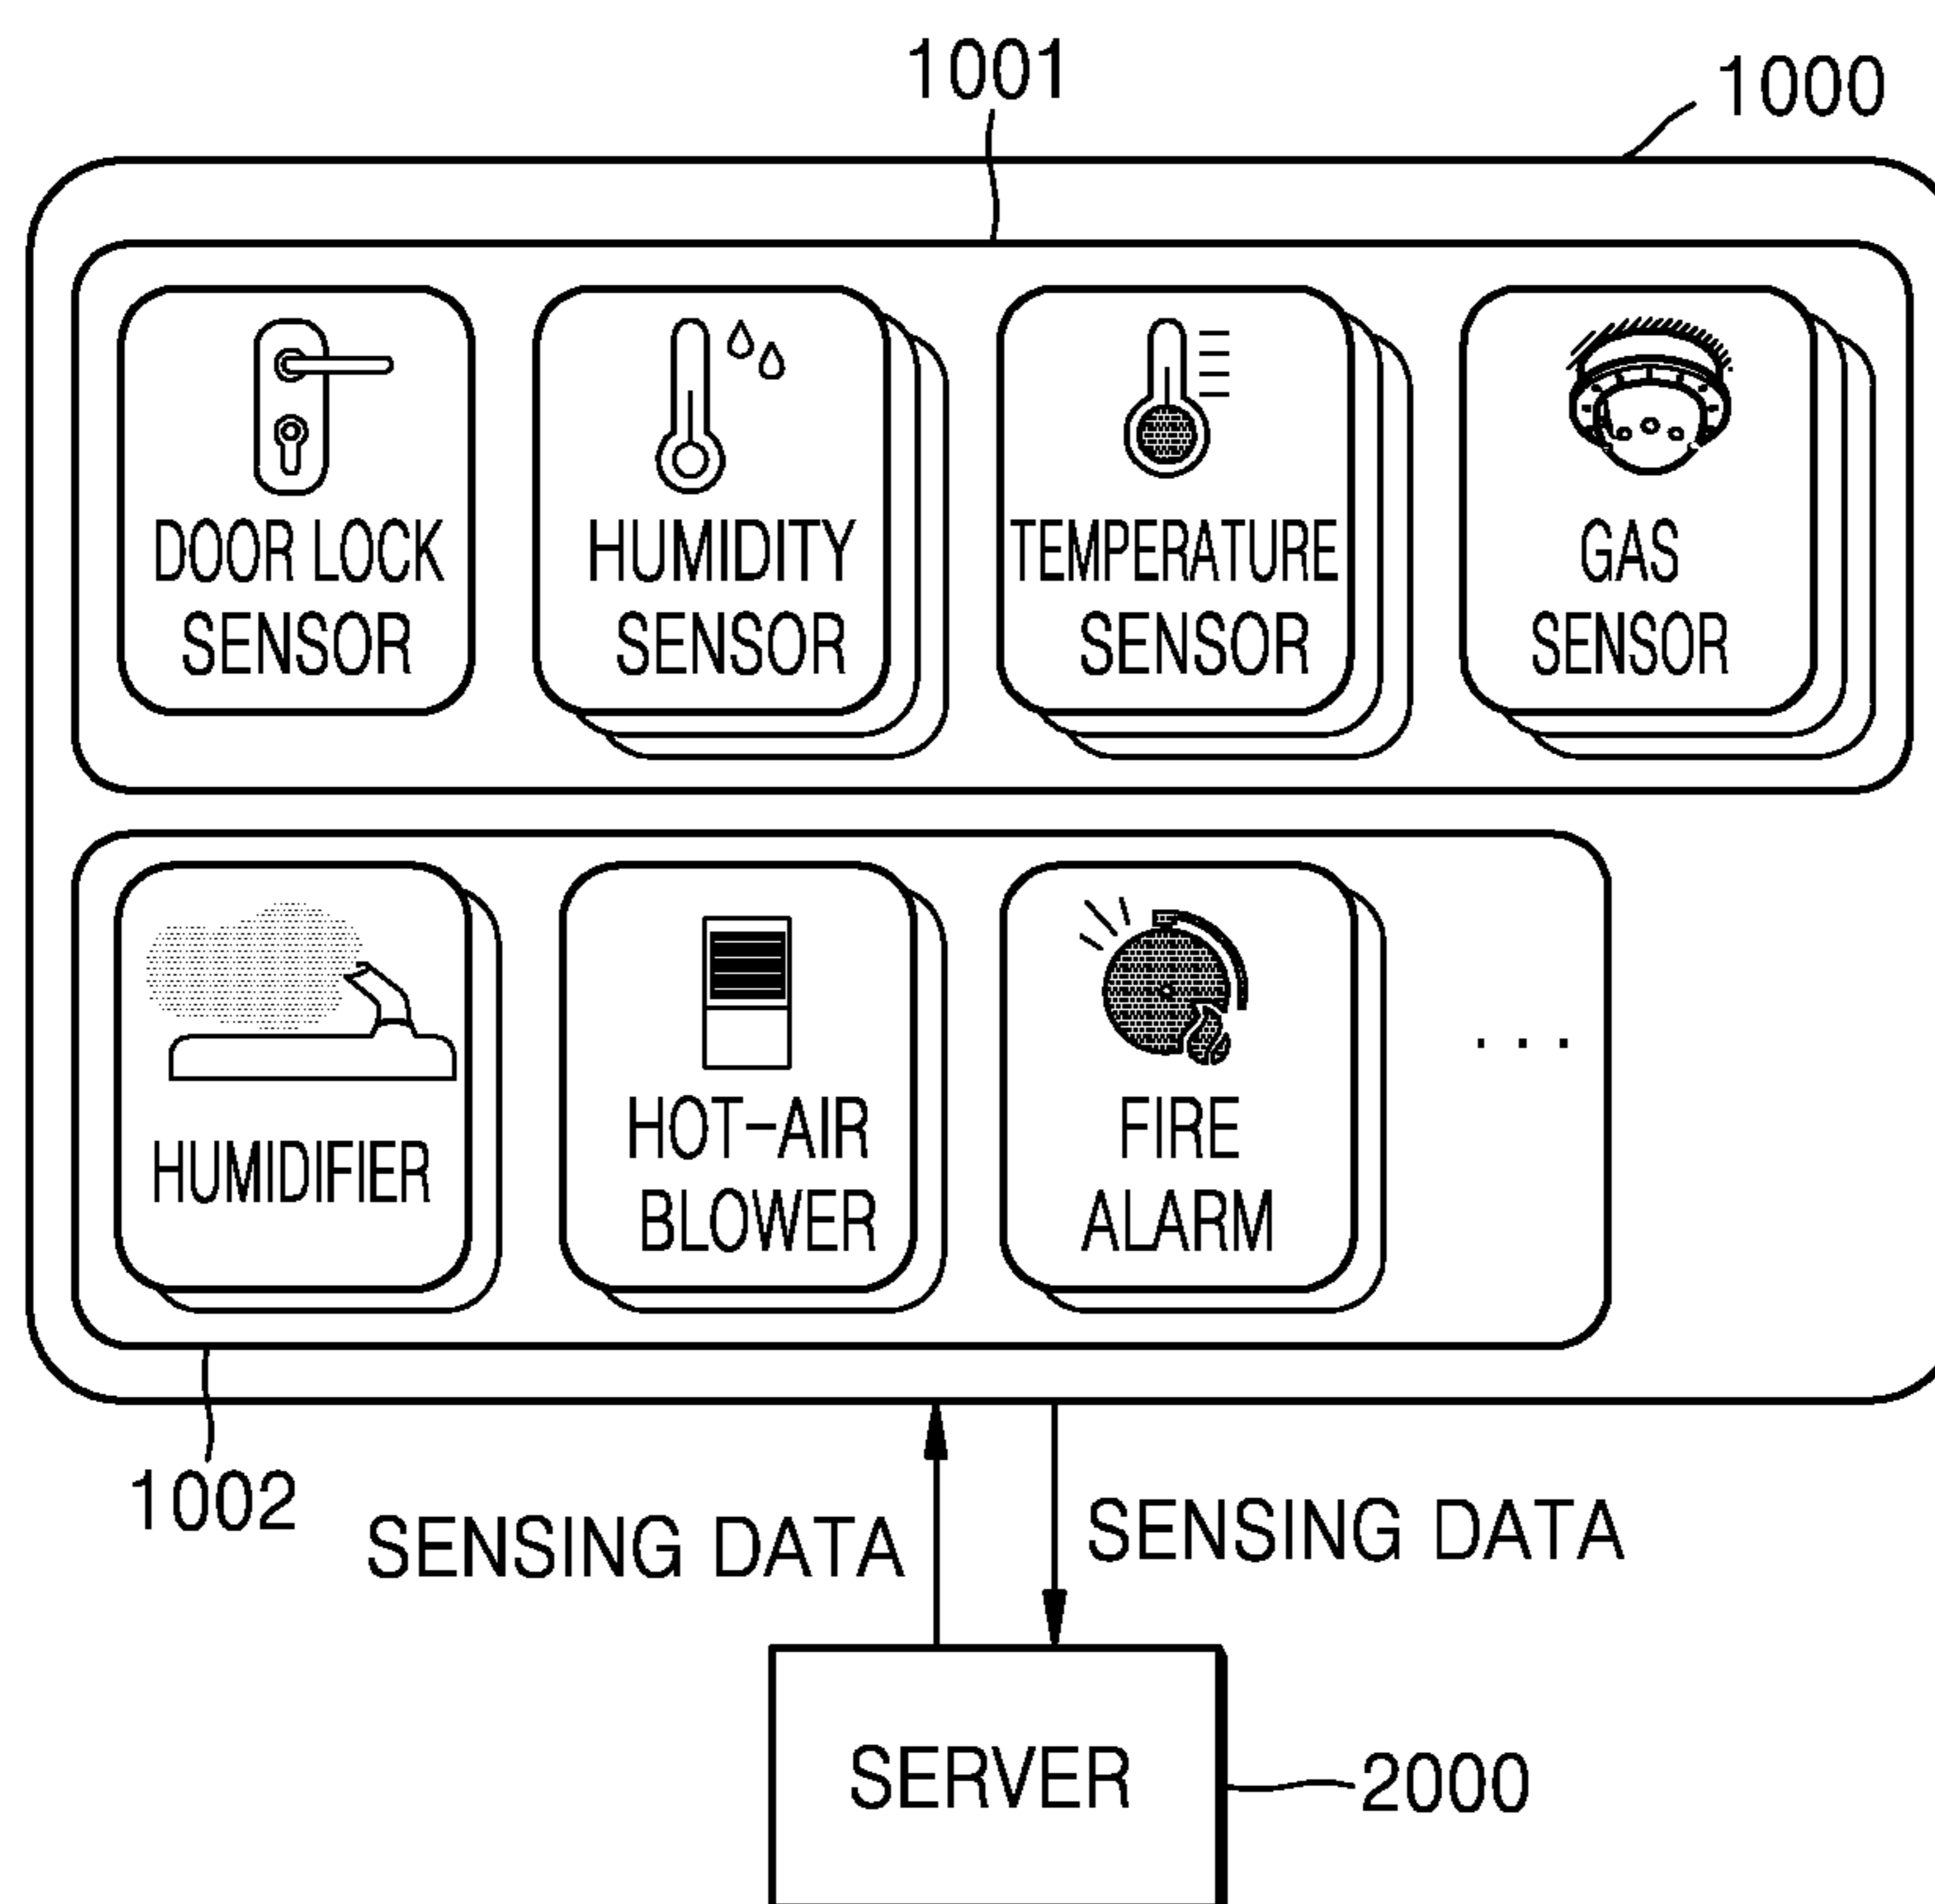 1001
1000
DOOR LOCK
SENSOR
HUMIDITY
SENSOR
TEMPERATURE
SENSOR
GAS
SENSOR
HUMIDIFIER
HOT-AIR
BLOWER
FIRE
ALARM
...
1002
SENSING DATA
SENSING DATA
SERVER
2000